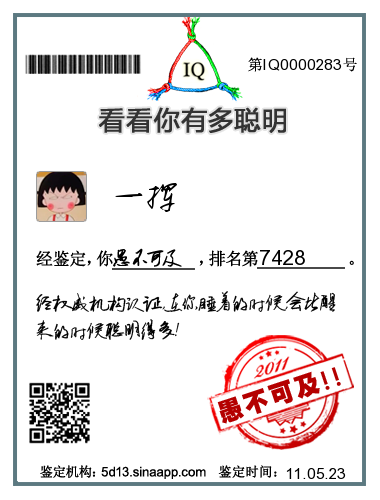 IQ
第IQ0000283号
看看你有多聪明
一挥
经鉴定,你愚不可及,排名第7428。
经权威机构认证,在你睡着的时候,会比醒
来的时候聪明得多!
2011
愚不可及!!
鉴定机构:5d13.sinaapp.com 鉴定时间:11.05.23